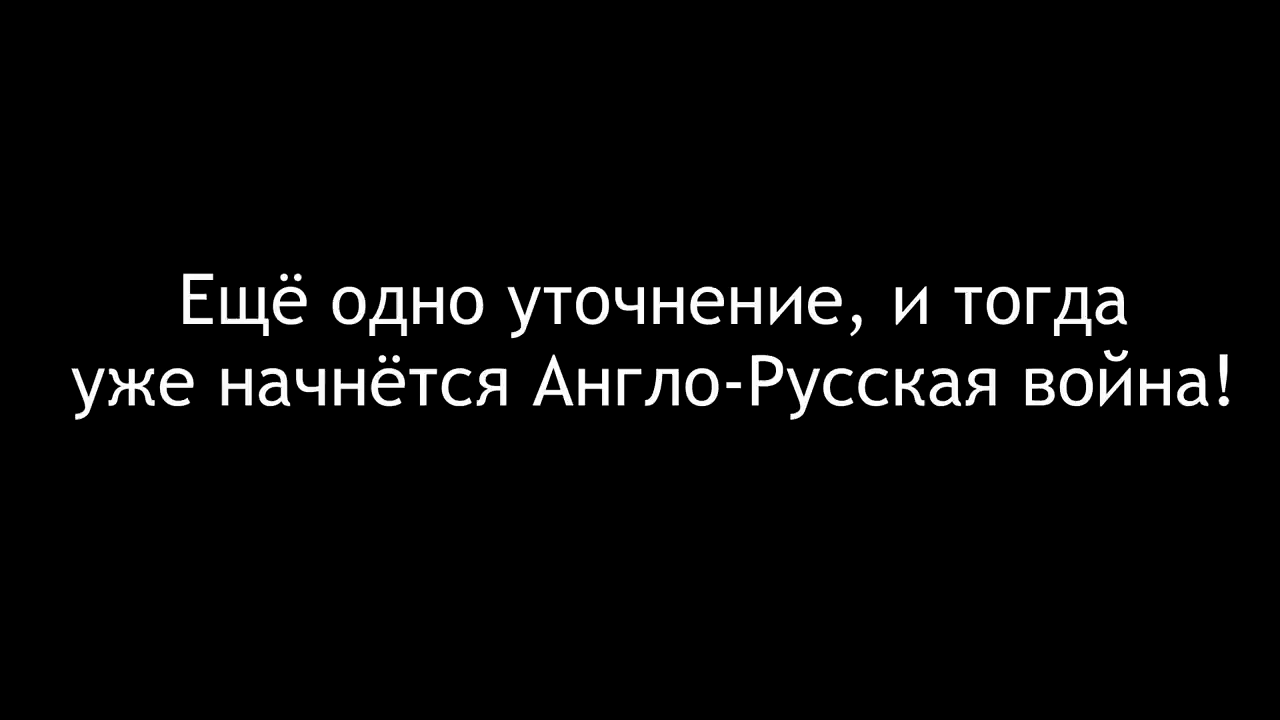 Ещё одно уточнение, и тогда
уже начнётся Англо-Русская война!